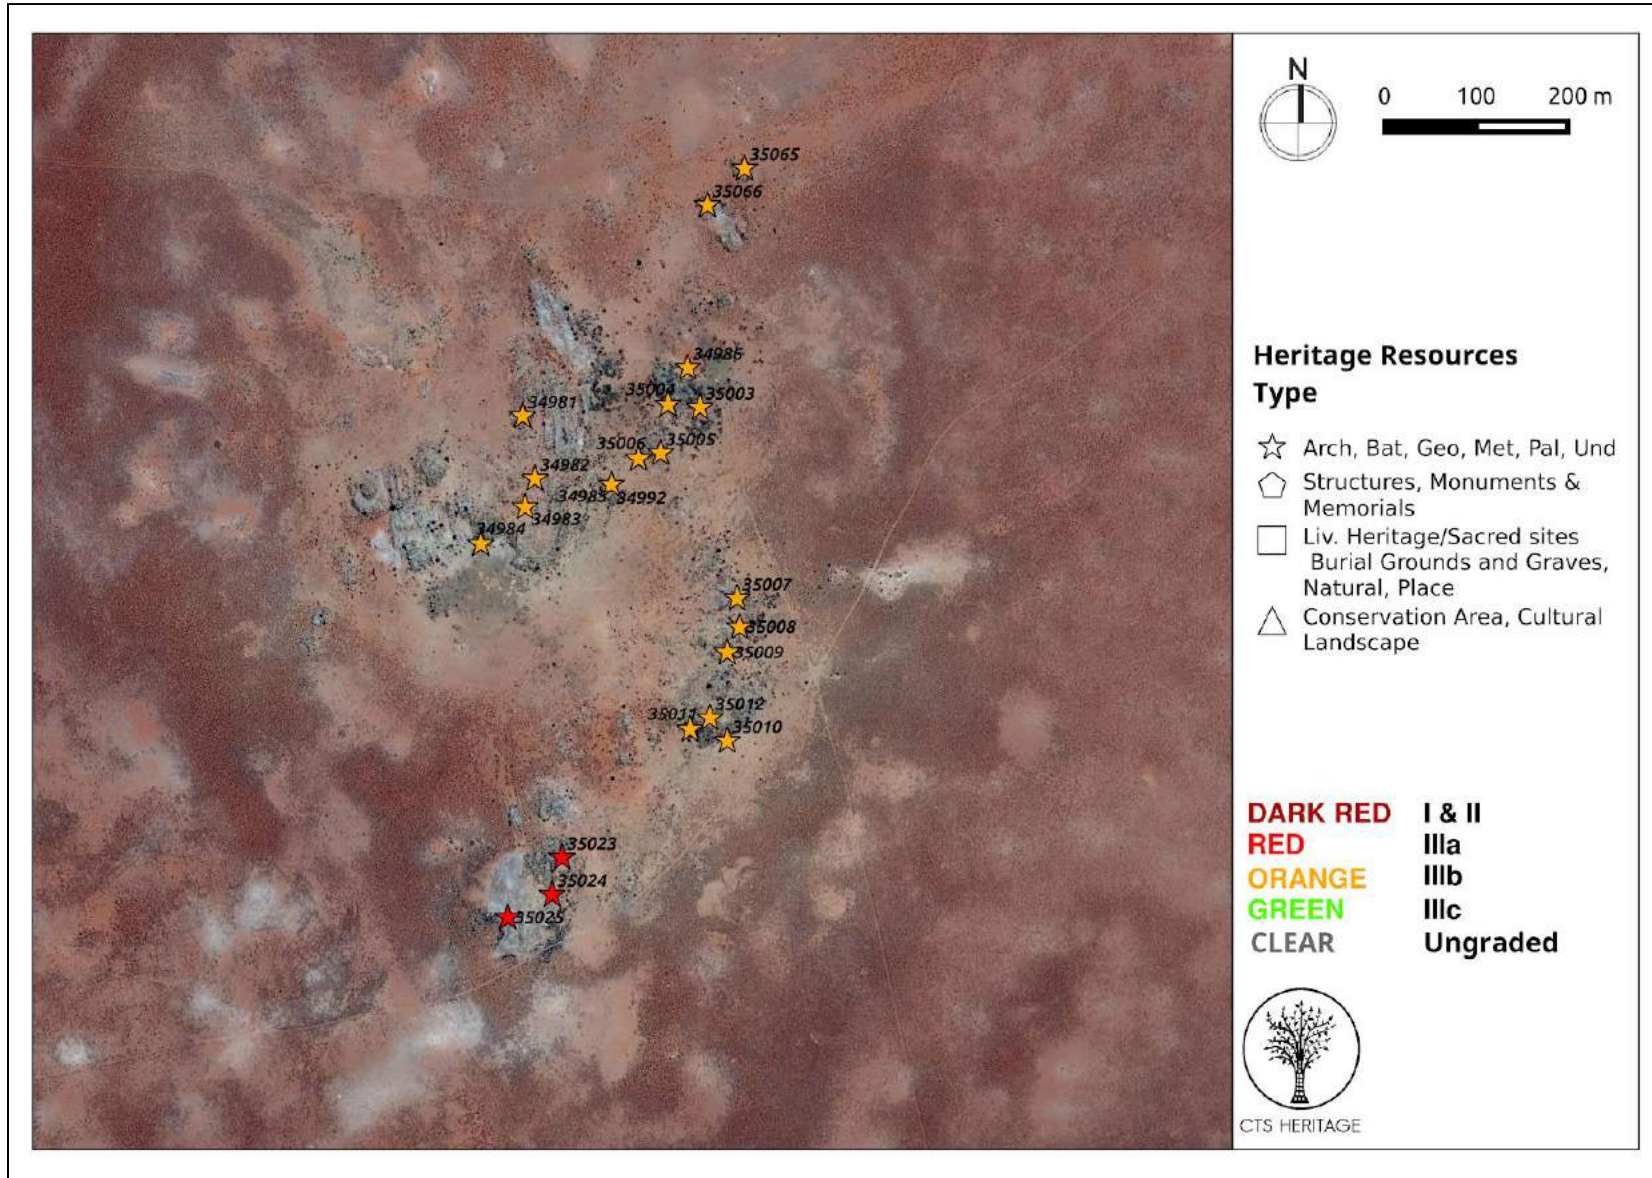 N
0 100 200 m
35065
35066
34985
35004
35003
34981
35006
35005
34982
34992
34983
34984
35007
35008
35009
35012
35011
35010
35023
35024
35025
Heritage Resources
Type
Arch, Bat, Geo, Met, Pal, Und
Structures, Monuments &
Memorials
Liv. Heritage/Sacred sites
Burial Grounds and Graves,
Natural, Place
Conservation Area, Cultural
Landscape
DARK RED I & II
RED IIIa
ORANGE IIIb
GREEN IIIc
CLEAR Ungraded
CTS HERITAGE